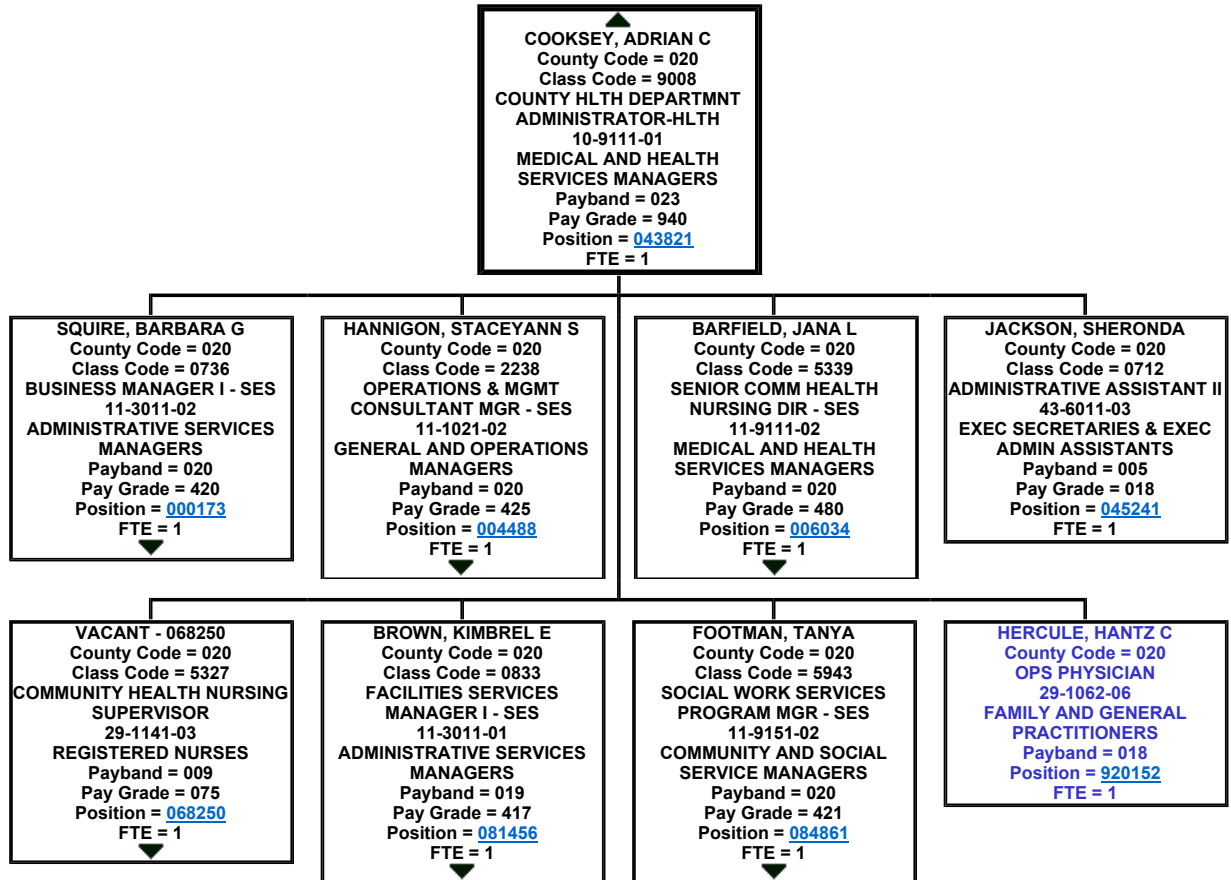 COOKSEY, ADRIAN C
County Code = 020
Class Code = 9008
COUNTY HLTH DEPARTMNT
ADMINISTRATOR-HLTH
10-9111-01
MEDICAL AND HEALTH
SERVICES MANAGERS
Payband = 023
Pay Grade = 940
Position = 043821
FTE = 1
SQUIRE, BARBARA G
County Code = 020
Class Code = 0736
BUSINESS MANAGER I - SES
11-3011-02
ADMINISTRATIVE SERVICES
MANAGERS
Payband = 020
Pay Grade = 420
Position = 000173
FTE = 1
HANNIGON, STACEYANN S
County Code = 020
Class Code = 2238
OPERATIONS & MGMT
CONSULTANT MGR - SES
11-1021-02
GENERAL AND OPERATIONS
MANAGERS
Payband = 020
Pay Grade = 425
Position = 004488
FTE = 1
BARFIELD, JANA L
County Code = 020
Class Code = 5339
SENIOR COMM HEALTH
NURSING DIR - SES
11-9111-02
MEDICAL AND HEALTH
SERVICES MANAGERS
Payband = 020
Pay Grade = 480
Position = 006034
FTE = 1
JACKSON, SHERONDA
County Code = 020
Class Code = 0712
ADMINISTRATIVE ASSISTANT II
43-6011-03
EXEC SECRETARIES & EXEC
ADMIN ASSISTANTS
Payband = 005
Pay Grade = 018
Position = 045241
FTE = 1
VACANT - 068250
County Code = 020
Class Code = 5327
COMMUNITY HEALTH NURSING
SUPERVISOR
29-1141-03
REGISTERED NURSES
Payband = 009
Pay Grade = 075
Position = 068250
FTE = 1
BROWN, KIMBREL E
County Code = 020
Class Code = 0833
FACILITIES SERVICES
MANAGER I - SES
11-3011-01
ADMINISTRATIVE SERVICES
MANAGERS
Payband = 019
Pay Grade = 417
Position = 081456
FTE = 1
FOOTMAN, TANYA
County Code = 020
Class Code = 5943
SOCIAL WORK SERVICES
PROGRAM MGR - SES
11-9151-02
COMMUNITY AND SOCIAL
SERVICE MANAGERS
Payband = 020
Pay Grade = 421
Position = 084861
FTE = 1
HERCULE, HANTZ C
County Code = 020
OPS PHYSICIAN
29-1062-06
FAMILY AND GENERAL
PRACTITIONERS
Payband = 018
Position = 920152
FTE = 1